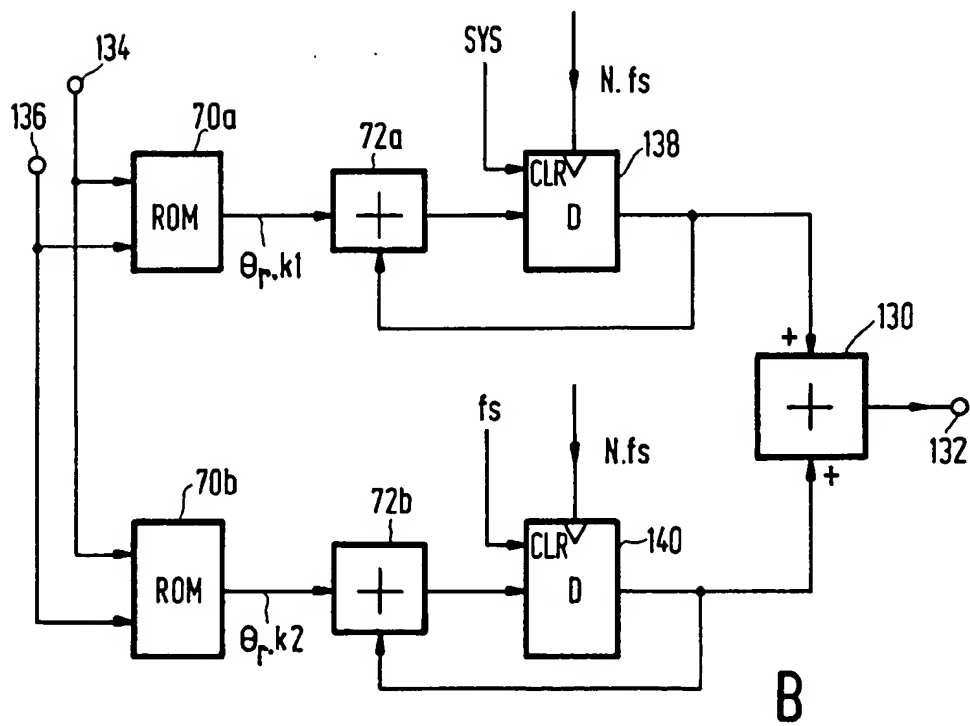 134
SYS
N.fs
136
70a
72a
138
CLR
ROM
D
θr.k1
+
130
fs
N.fs
132
+
70b
72b
140
CLR
ROM
D
θr.k2
B